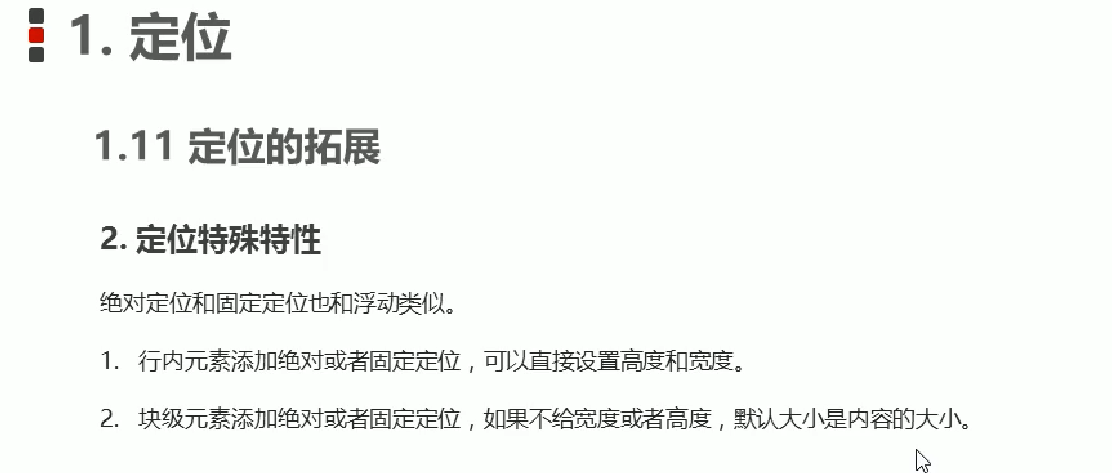 1. 定位
1.11 定位的拓展
2. 定位特殊特性
绝对定位和固定定位也和浮动类似。
1. 行内元素添加绝对或者固定定位，可以直接设置高度和宽度。
2. 块级元素添加绝对或者固定定位，如果不给宽度或者高度，默认大小是内容的大小。